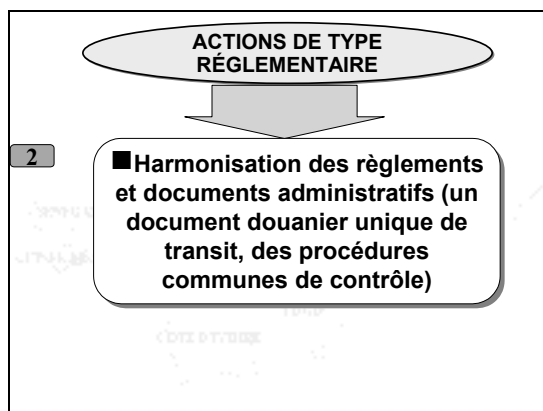 ACTIONS DE TYPE
RÉGLEMENTAIRE
2
■Harmonisation des règlements
et documents administratifs (un
document douanier unique de
transit, des procédures
communes de contrôle)